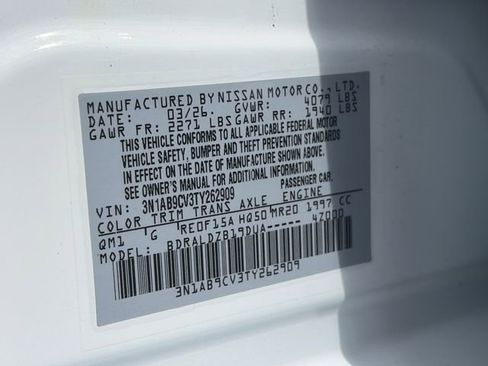 MANUFACTURED BY NISSAN MOTOR CO., LTD.
DATE: 03/26 GVWR: 4079 LBS
GAWR FR: 2271 LBS GAWR RR: 1940 LBS
THIS VEHICLE CONFORMS TO ALL APPLICABLE FEDERAL MOTOR
VEHICLE SAFETY, BUMPER AND THEFT PREVENTION STANDARDS
IN EFFECT ON THE DATE OF MANUFACTURE SHOWN ABOVE.
SEE OWNER'S MANUAL FOR ADDITIONAL INFORMATION.
VIN: 3N1AB9CV3TY262909 PASSENGER CAR.
COLOR TRIM TRANS AXLE ENGINE
QM1 G RE0F15A HQ50 MR20 1997 CC
MODEL: BDRALDZB19DUA----- 47000
3N1AB9CV3TY262909